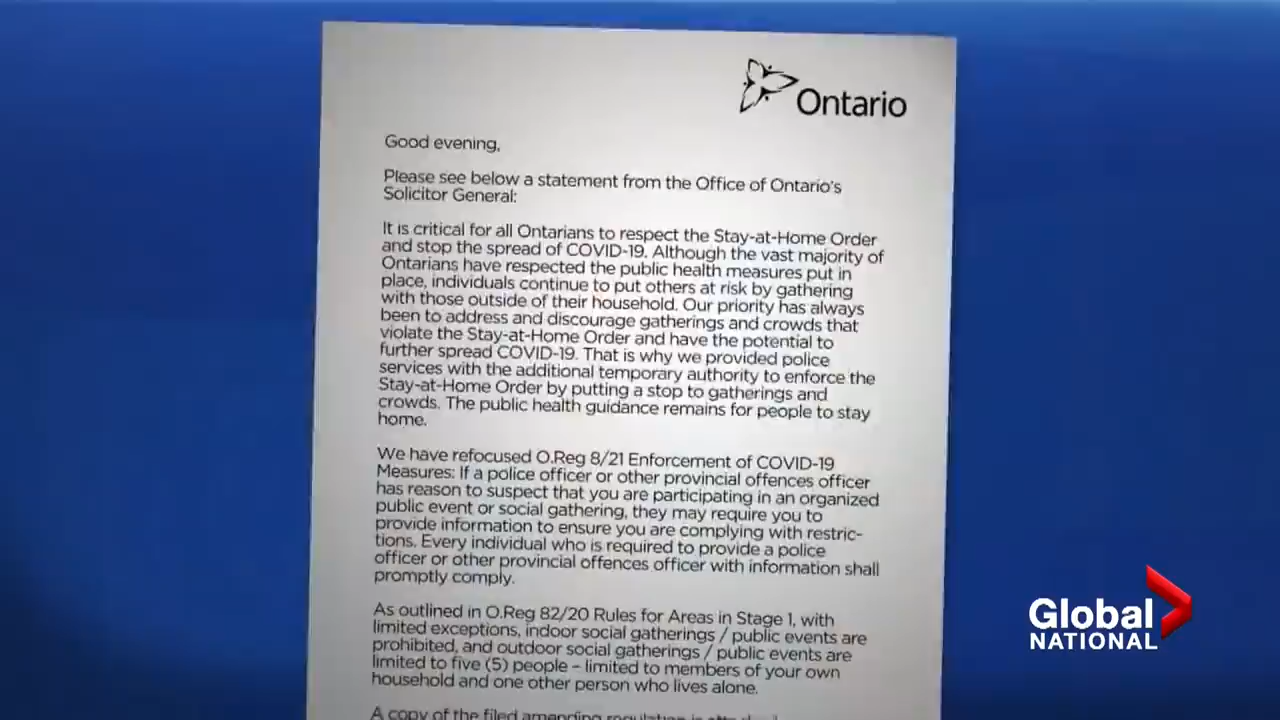 Ontario
Good evening,
Please see below a statement from the Office of Ontario's
Solicitor General:
It is critical for all Ontarians to respect the Stay-at-Home Order
and stop the spread of COVID-19. Although the vast majority of
Ontarians have respected the public health measures put in
place, individuals continue to put others at risk by gathering
with those outside of their household. Our priority has always
been to address and discourage gatherings and crowds that
violate the Stay-at-Home Order and have the potential to
further spread COVID-19. That is why we provided police
services with the additional temporary authority to enforce the
Stay-at-Home Order by putting a stop to gatherings and
crowds. The public health guidance remains for people to stay
home.
We have refocused O.Reg 8/21 Enforcement of COVID-19
Measures: If a police officer or other provincial offences officer
has reason to suspect that you are participating in an organized
public event or social gathering, they may require you to
provide information to ensure you are complying with restric-
tions. Every individual who is required to provide a police
officer or other provincial offences officer with information shall
promptly comply.
As outlined in O.Reg 82/20 Rules for Areas in Stage 1, with
limited exceptions, indoor social gatherings / public events are
prohibited, and outdoor social gatherings / public events are
limited to five (5) people – limited to members of your own
household and one other person who lives alone.
A copy of the filed amending regulation is
Global
NATIONAL